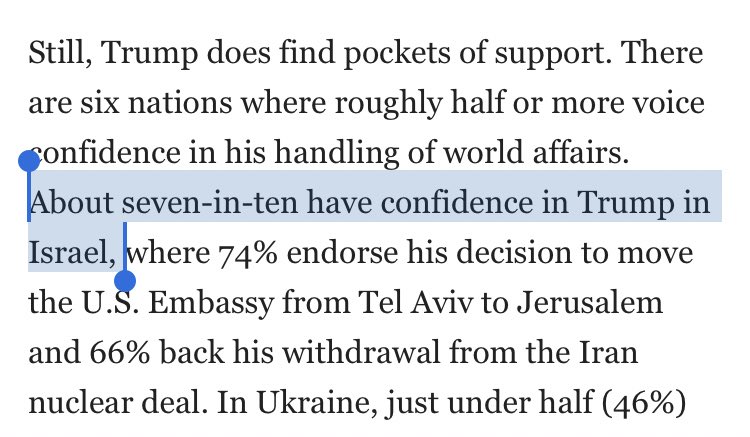 Still, Trump does find pockets of support. There
are six nations where roughly half or more voice
confidence in his handling of world affairs.
About seven-in-ten have confidence in Trump in
Israel, where 74% endorse his decision to move
the U.S. Embassy from Tel Aviv to Jerusalem
and 66% back his withdrawal from the Iran
nuclear deal. In Ukraine, just under half (46%)